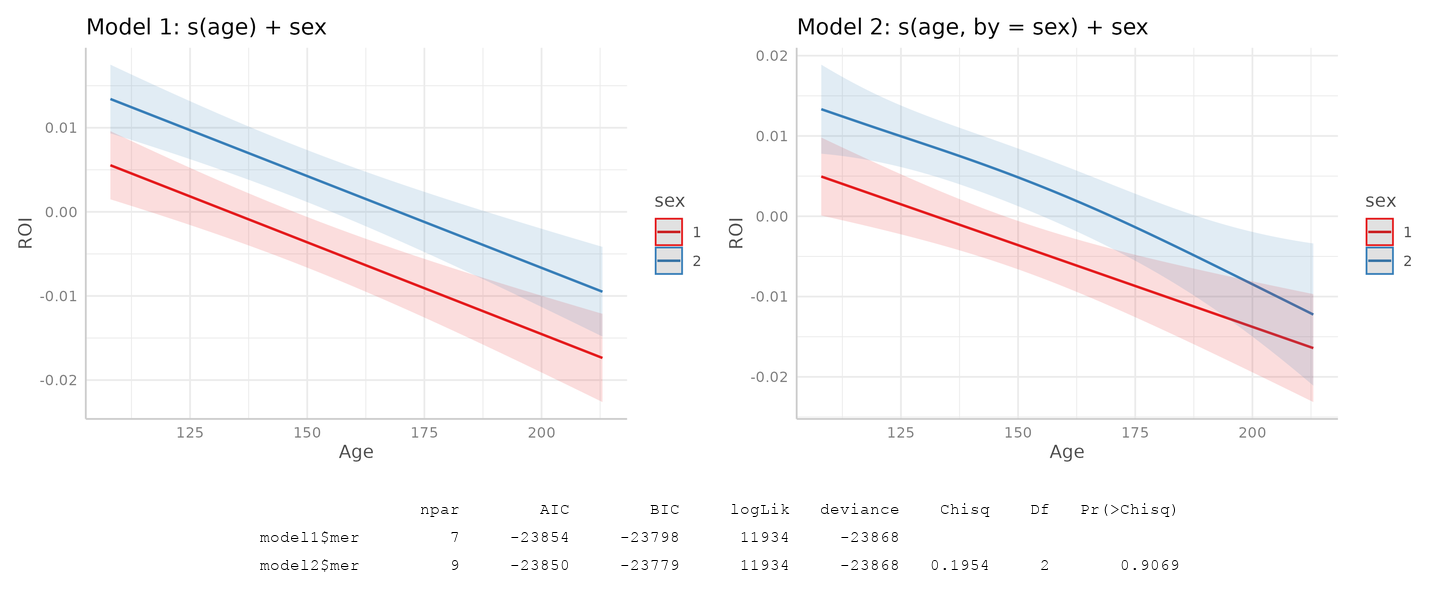 Model 1: s(age) + sex
0.01
0.00
-0.01
-0.02
ROI
125 150 175 200
Age
sex
1
2
Model 2: s(age, by = sex) + sex
0.02
0.01
0.00
-0.01
-0.02
ROI
125 150 175 200
Age
sex
1
2
npar AIC BIC logLik deviance Chisq Df Pr(>Chisq)
model1$mer 7 -23854 -23798 11934 -23868
model2$mer 9 -23850 -23779 11934 -23868 0.1954 2 0.9069